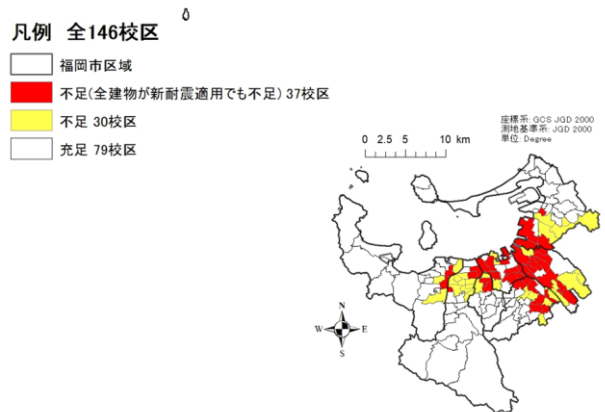 凡例 全146校区
福岡市区域
不足(全建物が新耐震適用でも不足) 37校区
不足 30校区
充足 79校区
座標系: GCS JGD 2000
測地基準系: JGD 2000
単位: Degree
0 2.5 5 10 km
N
W E
S